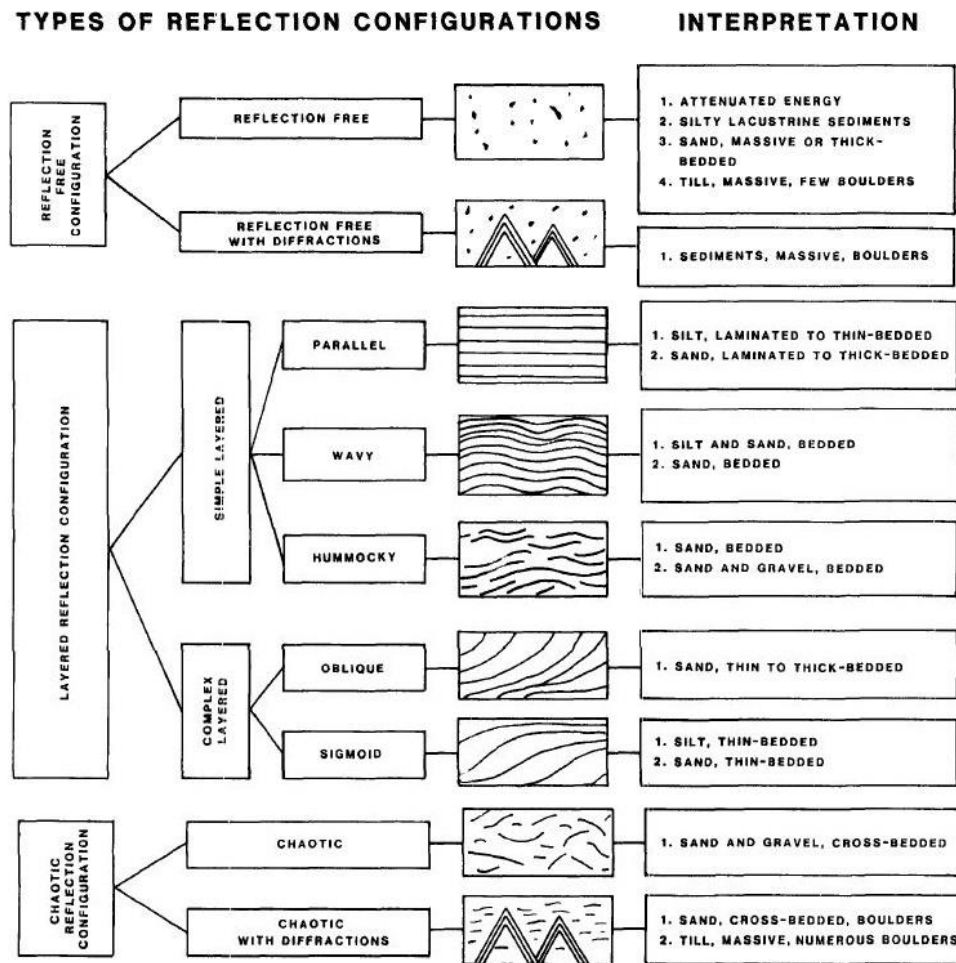 TYPES OF REFLECTION CONFIGURATIONS
INTERPRETATION
REFLECTION
FREE
CONFIGURATION
REFLECTION FREE
1. ATTENUATED ENERGY
2. SILTY LACUSTRINE SEDIMENTS
3. SAND, MASSIVE OR THICK-
BEDDED
4. TILL, MASSIVE, FEW BOULDERS
REFLECTION FREE
WITH DIFFRACTIONS
1. SEDIMENTS, MASSIVE, BOULDERS
LAYERED REFLECTION CONFIGURATION
SIMPLE LAYERED
PARALLEL
1. SILT, LAMINATED TO THIN-BEDDED
2. SAND, LAMINATED TO THICK-BEDDED
WAVY
1. SILT AND SAND, BEDDED
2. SAND, BEDDED
HUMMOCKY
1. SAND, BEDDED
2. SAND AND GRAVEL, BEDDED
COMPLEX
LAYERED
OBLIQUE
1. SAND, THIN TO THICK-BEDDED
SIGMOID
1. SILT, THIN-BEDDED
2. SAND, THIN-BEDDED
CHAOTIC
REFLECTION
CONFIGURATION
CHAOTIC
1. SAND AND GRAVEL, CROSS-BEDDED
CHAOTIC
WITH DIFFRACTIONS
1. SAND, CROSS-BEDDED, BOULDERS
2. TILL, MASSIVE, NUMEROUS BOULDERS